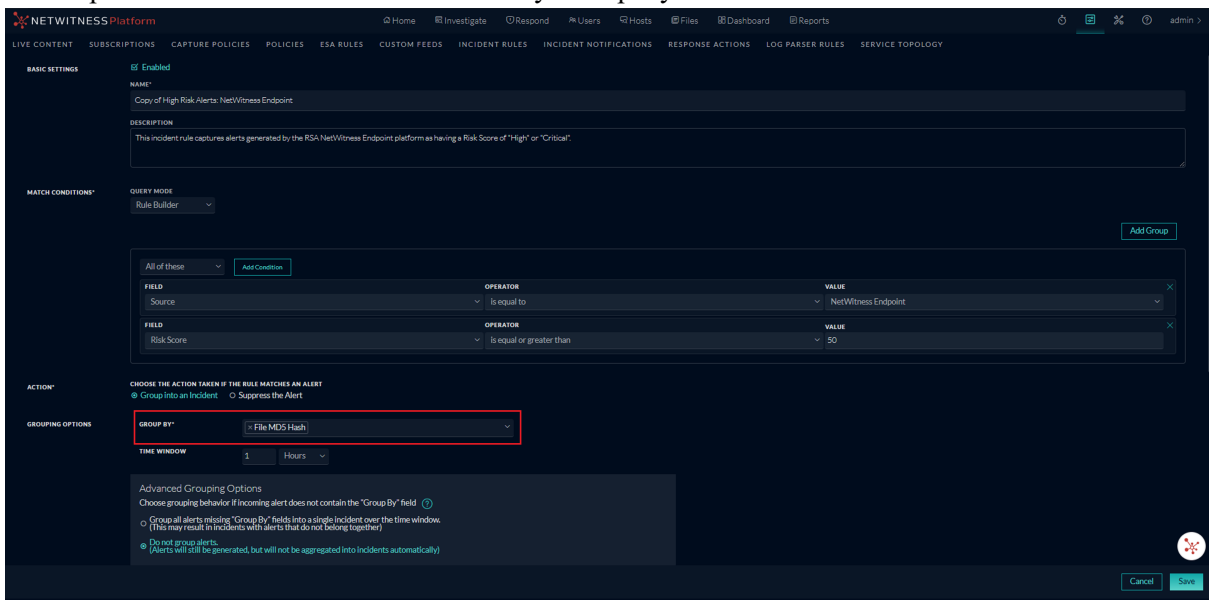 NETWITNESS Platform
Home Investigate Respond Users Hosts Files Dashboard Reports admin >
LIVE CONTENT SUBSCRIPTIONS CAPTURE POLICIES POLICIES ESA RULES CUSTOM FEEDS INCIDENT RULES INCIDENT NOTIFICATIONS RESPONSE ACTIONS LOG PARSER RULES SERVICE TOPOLOGY
BASIC SETTINGS
Enabled
NAME*
Copy of High Risk Alerts: NetWitness Endpoint
DESCRIPTION
This incident rule captures alerts generated by the RSA NetWitness Endpoint platform as having a Risk Score of "High" or "Critical".
MATCH CONDITIONS*
QUERY MODE
Rule Builder
Add Group
All of these Add Condition
FIELD OPERATOR VALUE
Source is equal to NetWitness Endpoint
FIELD OPERATOR VALUE
Risk Score is equal or greater than 50
ACTION*
CHOOSE THE ACTION TAKEN IF THE RULE MATCHES AN ALERT
Group into an Incident Suppress the Alert
GROUPING OPTIONS
GROUP BY* × File MD5 Hash
TIME WINDOW 1 Hours
Advanced Grouping Options
Choose grouping behavior if incoming alert does not contain the "Group By" field ?
Group all alerts missing "Group By" fields into a single incident over the time window.
(This may result in incidents with alerts that do not belong together)
Do not group alerts.
(Alerts will still be generated, but will not be aggregated into incidents automatically)
Cancel Save